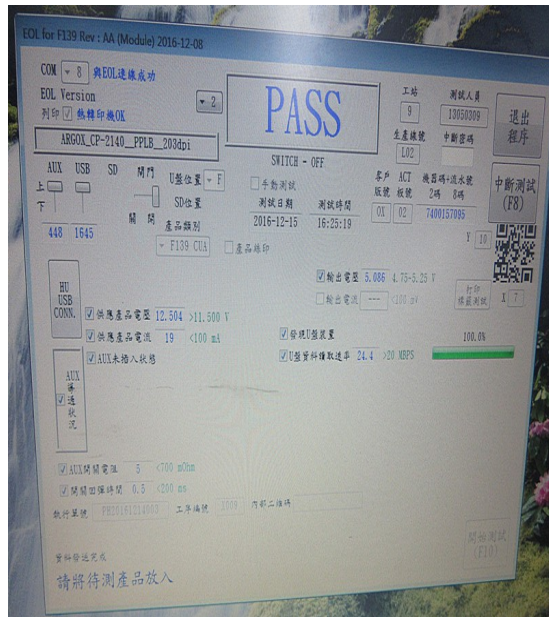 EOL for F139 Rev : AA (Module) 2016-12-08
COM 8 與EOL連線成功
EOL Version 2
列印 熱轉印機OK
ARGOX_CP-2140__PPLB__203dpi
PASS
SWITCH - OFF
工站 測試人員
9 13050309
生產線號 中斷密碼
L02
退出
程序
AUX USB SD 閘門
上
下
開 閉
448 1645
U盤位置 F
SD位置
產品類別
F139 CUA
手動測試
測試日期 測試時間
2016-12-15 16:25:19
產品維印
客戶 ACT 機器碼+流水號
版號 板號 2碼 8碼
OX 02 7400157095
中斷測試
(F8)
Y 10
X 7
打印
標籤測試
HU
USB
CONN.
輸出電壓 5.086 4.75-5.25 V
輸出電流 --- <100 mV
供應產品電壓 12.504 >11.500 V
供應產品電流 19 <100 mA
AUX未插入狀態
發現U盤裝置
U盤資料讀取速率 24.4 >20 MBPS
100.0%
AUX
導
通
狀
況
AUX開關電阻 5 <700 mOhm
開關回彈時間 0.5 <200 ms
執行單號 PH20161214003 工序編號 X009 內部二維碼
資料發送完成
請將待測產品放入
開始測試
(F10)